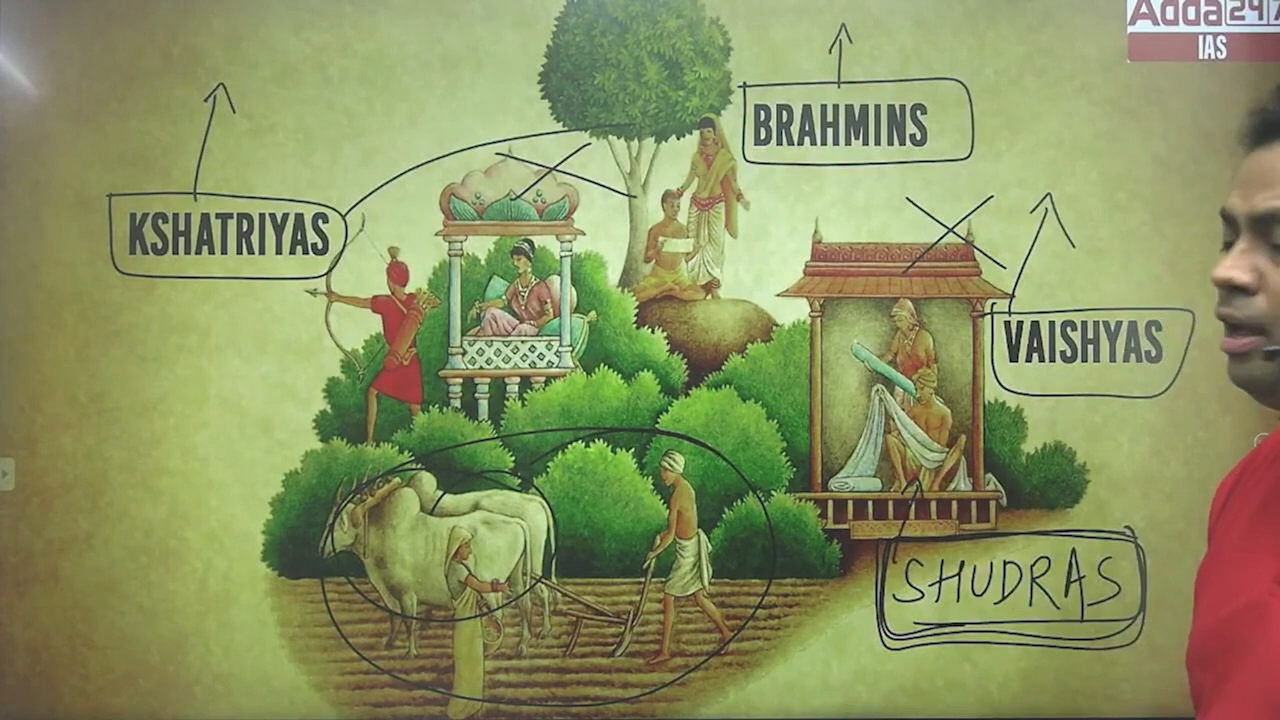 Adda247
IAS
BRAHMINS
KSHATRIYAS
VAISHYAS
SHUDRAS